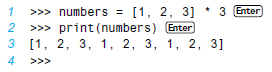 1 >>> numbers = [1, 2, 3] * 3 Enter
2 >>> print(numbers) Enter
3 [1, 2, 3, 1, 2, 3, 1, 2, 3]
4 >>>